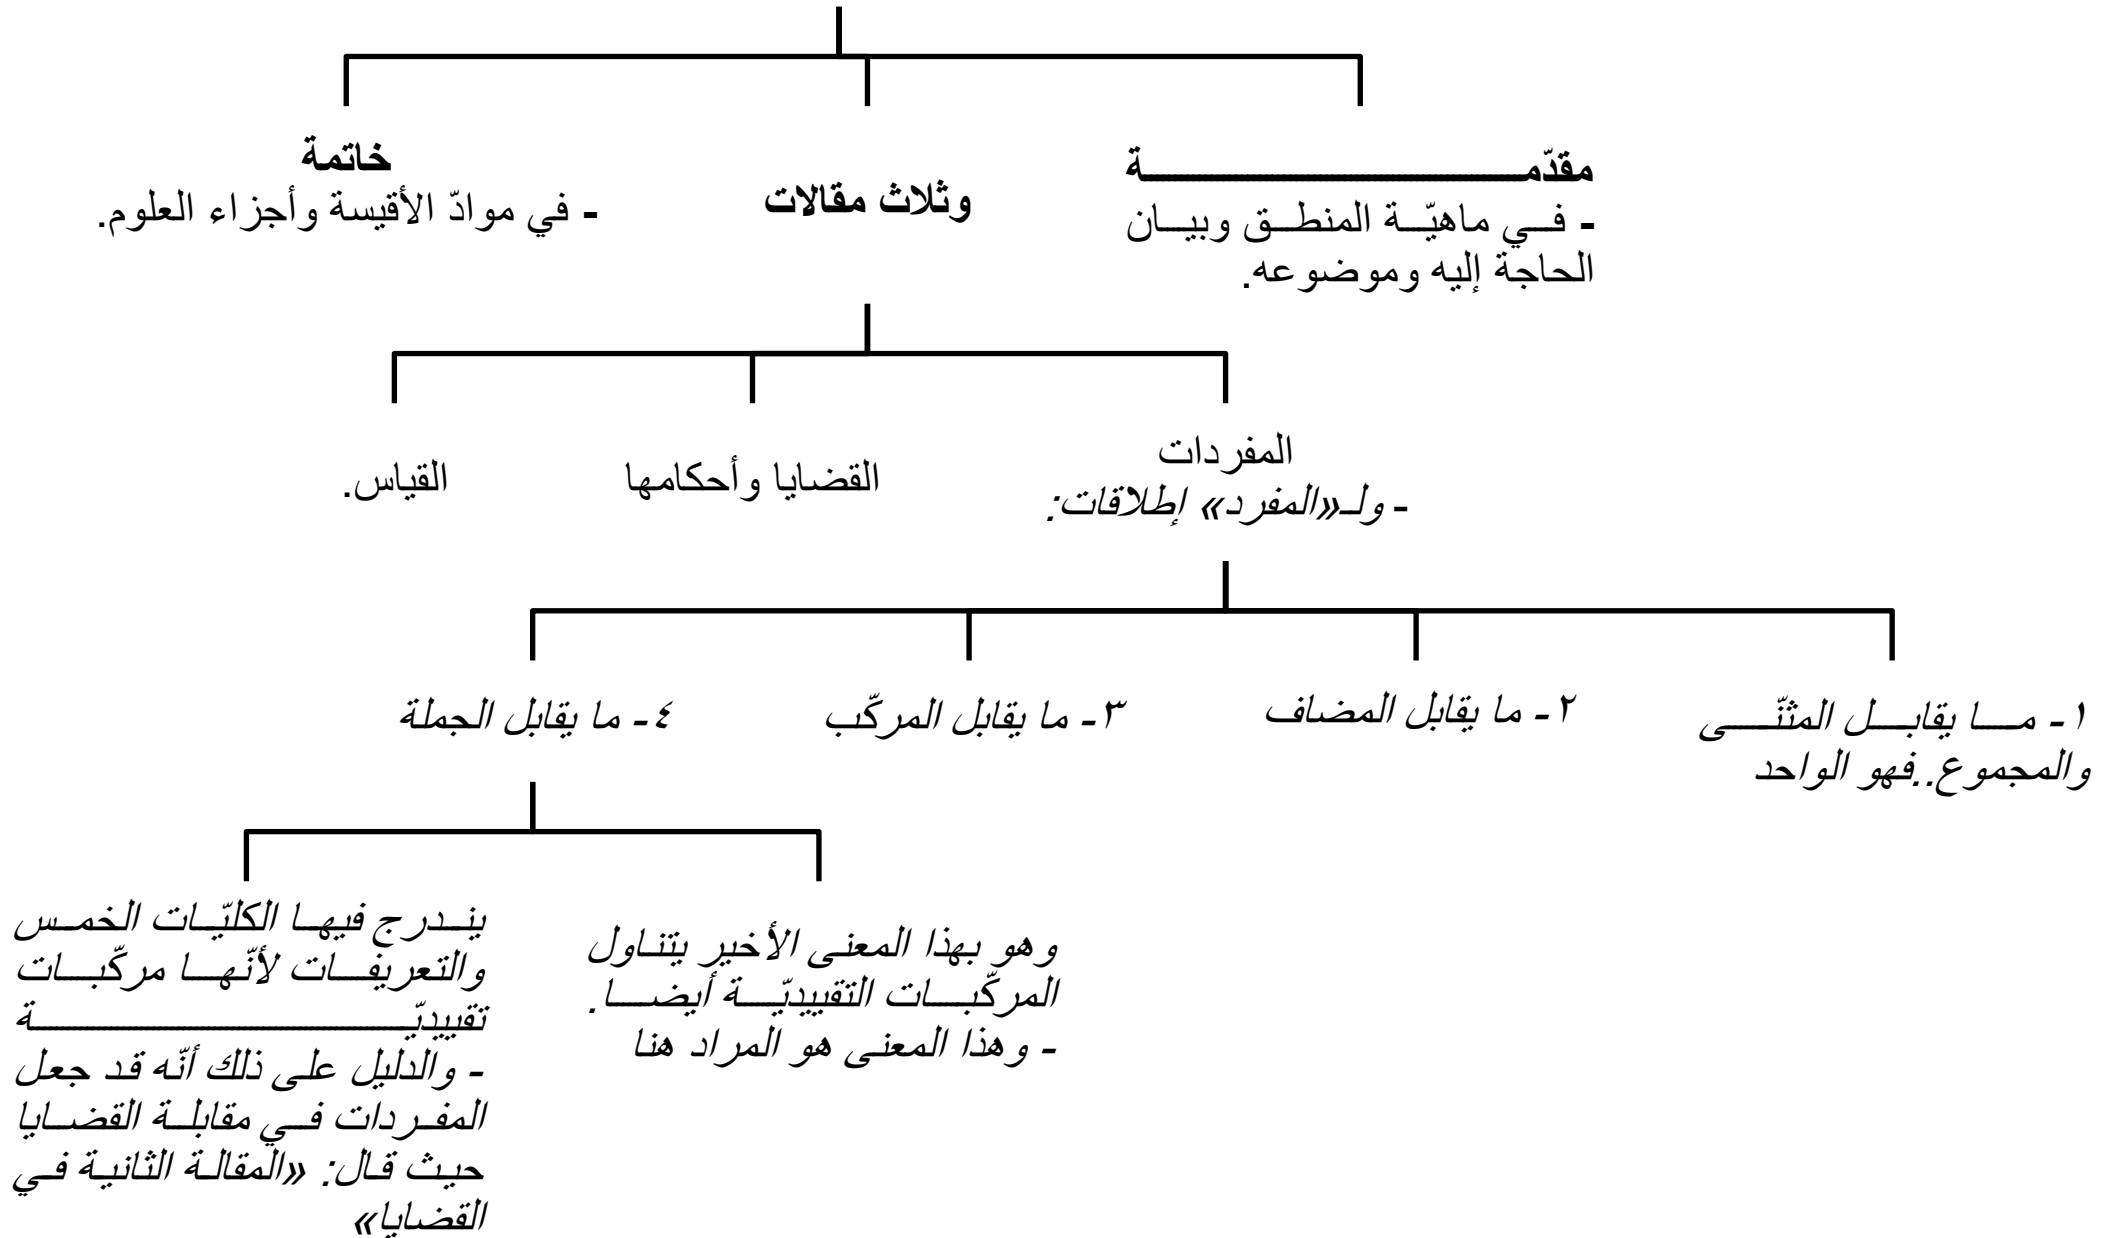 مقدّمة
- في ماهيّة المنطق وبيان
الحاجة إليه وموضوعه.
وثلاث مقالات
خاتمة
- في موادّ الأقيسة وأجزاء العلوم.
المفردات
- ولـ«المفرد» إطلاقات:
القضايا وأحكامها
القياس.
١- ما يقابل المثنّى
والمجموع..فهو الواحد
٢- ما يقابل المضاف
٣- ما يقابل المركّب
٤- ما يقابل الجملة
وهو بهذا المعنى الأخير يتناول
المركّبات التقييديّة أيضا.
- وهذا المعنى هو المراد هنا
يندرج فيها الكليّات الخمس
والتعريفات لأنّها مركّبات
تقييديّة
- والدليل على ذلك أنّه قد جعل
المفردات في مقابلة القضايا
حيث قال: «المقالة الثانية في
القضايا»